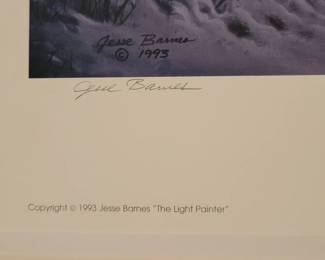 Jesse Barnes
© 1993
Jesse Barnes
Copyright © 1993 Jesse Barnes "The Light Painter"